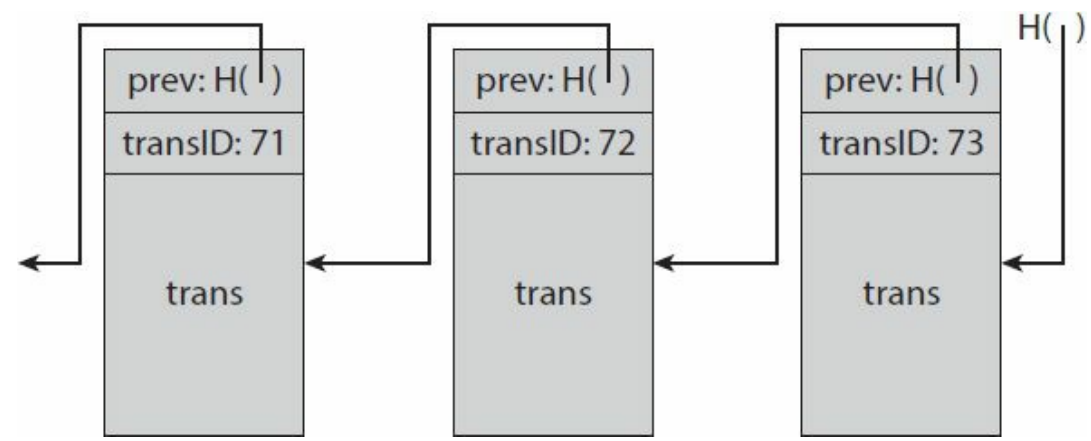 H( )
prev: H( )
transID: 71
trans
prev: H( )
transID: 72
trans
prev: H( )
transID: 73
trans